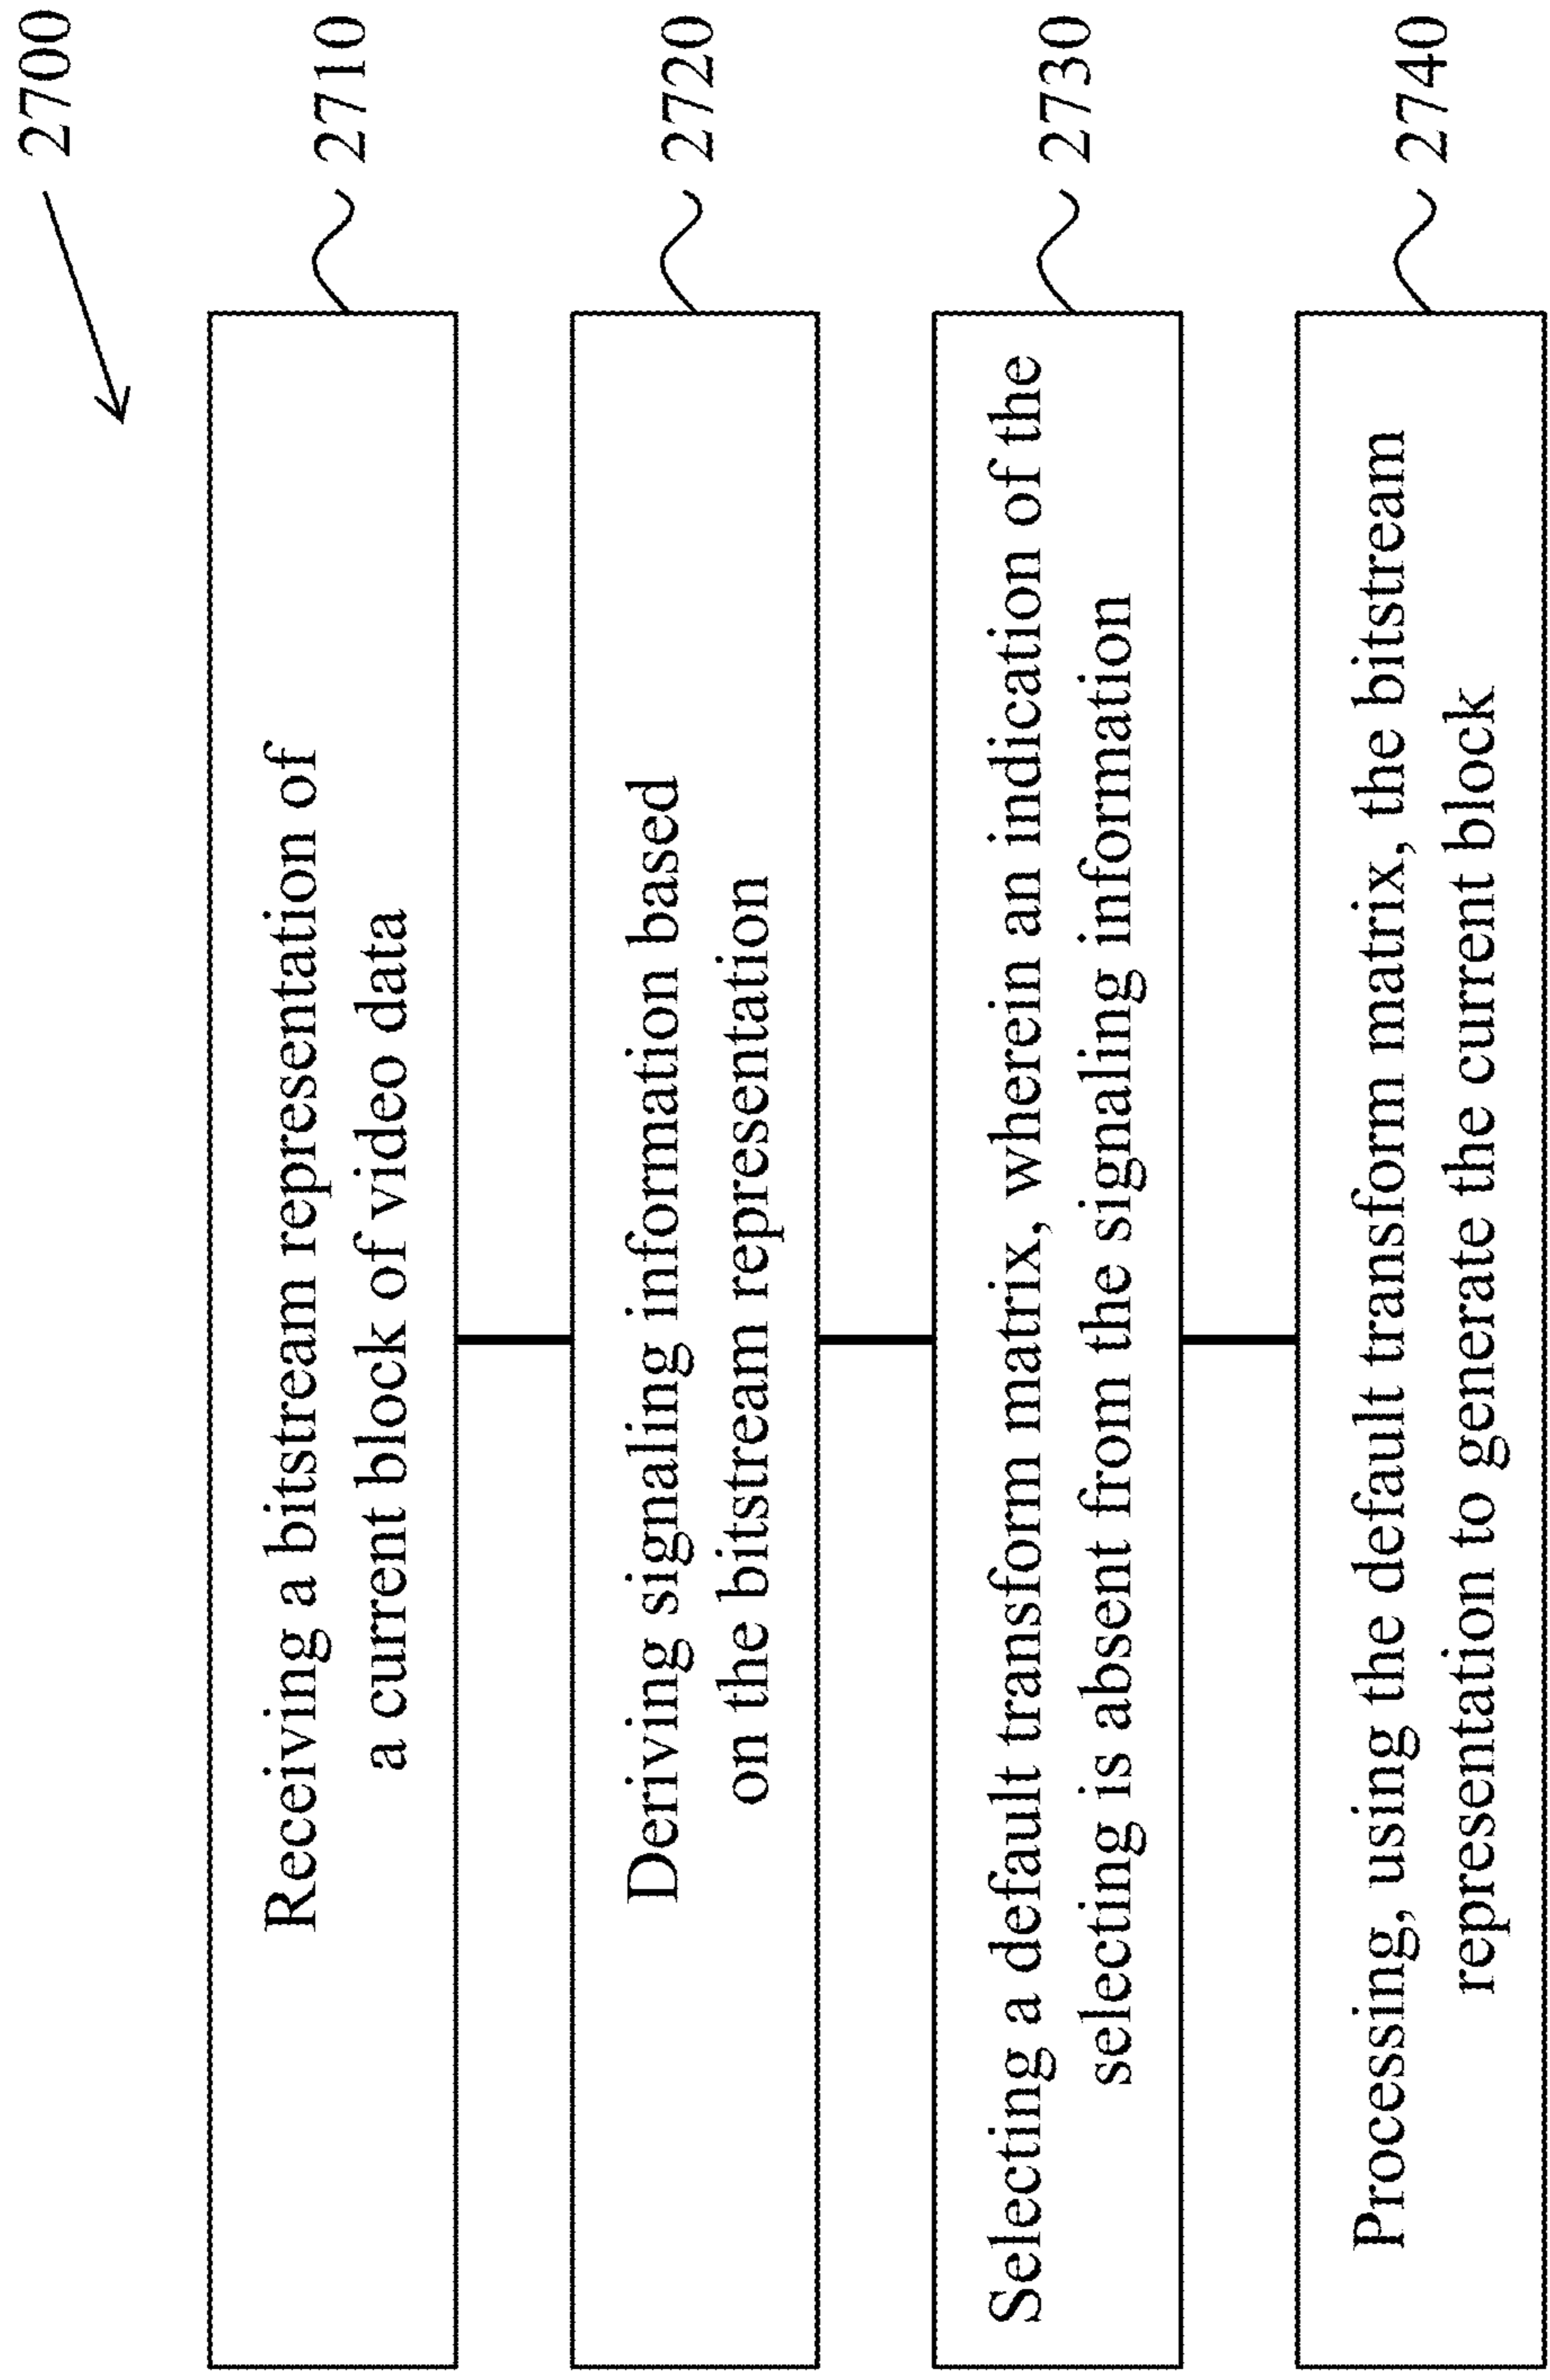 2700
Receiving a bitstream representation of
a current block of video data
2710
Deriving signaling information based
on the bitstream representation
2720
Selecting a default transform matrix, wherein an indication of the
selecting is absent from the signaling information
2730
Processing, using the default transform matrix, the bitstream
representation to generate the current block
2740